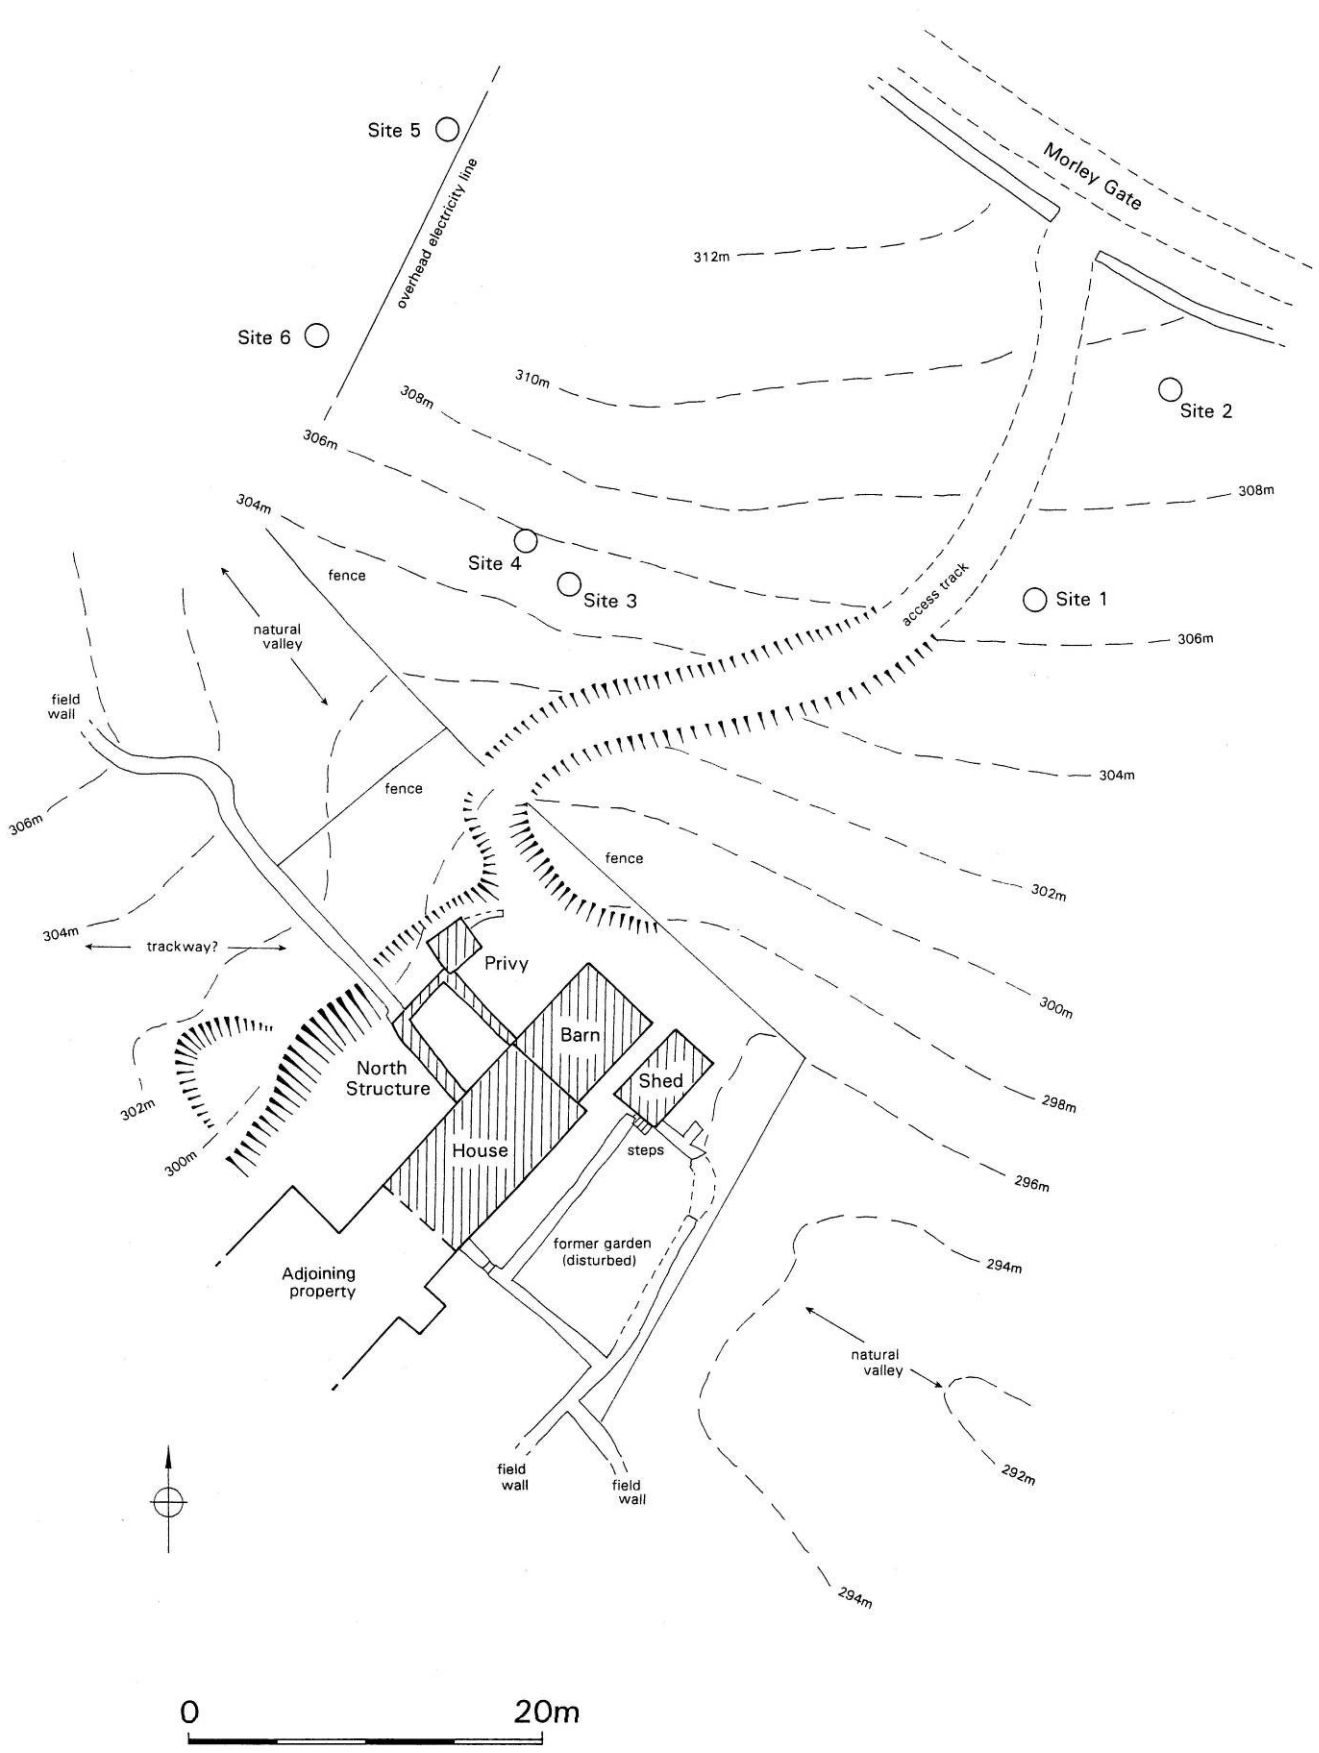 Site 5
Morley Gate
overhead electricity line
312m
Site 6
310m
308m
Site 2
306m
308m
304m
Site 4
fence
access track
Site 3
Site 1
natural
valley
306m
field
wall
304m
fence
306m
fence
302m
304m
trackway?
Privy
300m
Barn
North
Structure
Shed
302m
298m
House
steps
300m
296m
former garden
(disturbed)
294m
Adjoining
property
natural
valley
field
wall
292m
field
wall
294m
0
20m